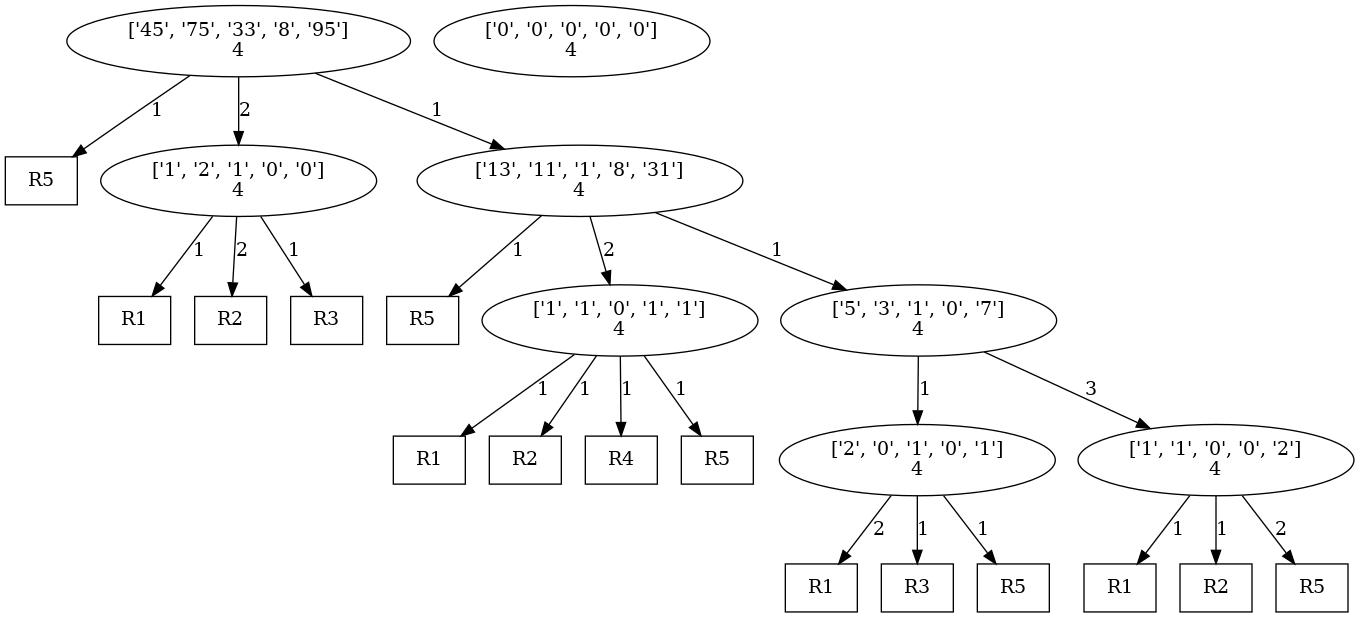 ['45', '75', '33', '8', '95']
4
['0', '0', '0', '0', '0']
4
1
2
1
R5
['1', '2', '1', '0', '0']
4
['13', '11', '1', '8', '31']
4
1
2
1
1
2
1
R1
R2
R3
R5
['1', '1', '0', '1', '1']
4
['5', '3', '1', '0', '7']
4
1
1
1
1
1
3
R1
R2
R4
R5
['2', '0', '1', '0', '1']
4
['1', '1', '0', '0', '2']
4
2
1
1
1
1
2
R1
R3
R5
R1
R2
R5